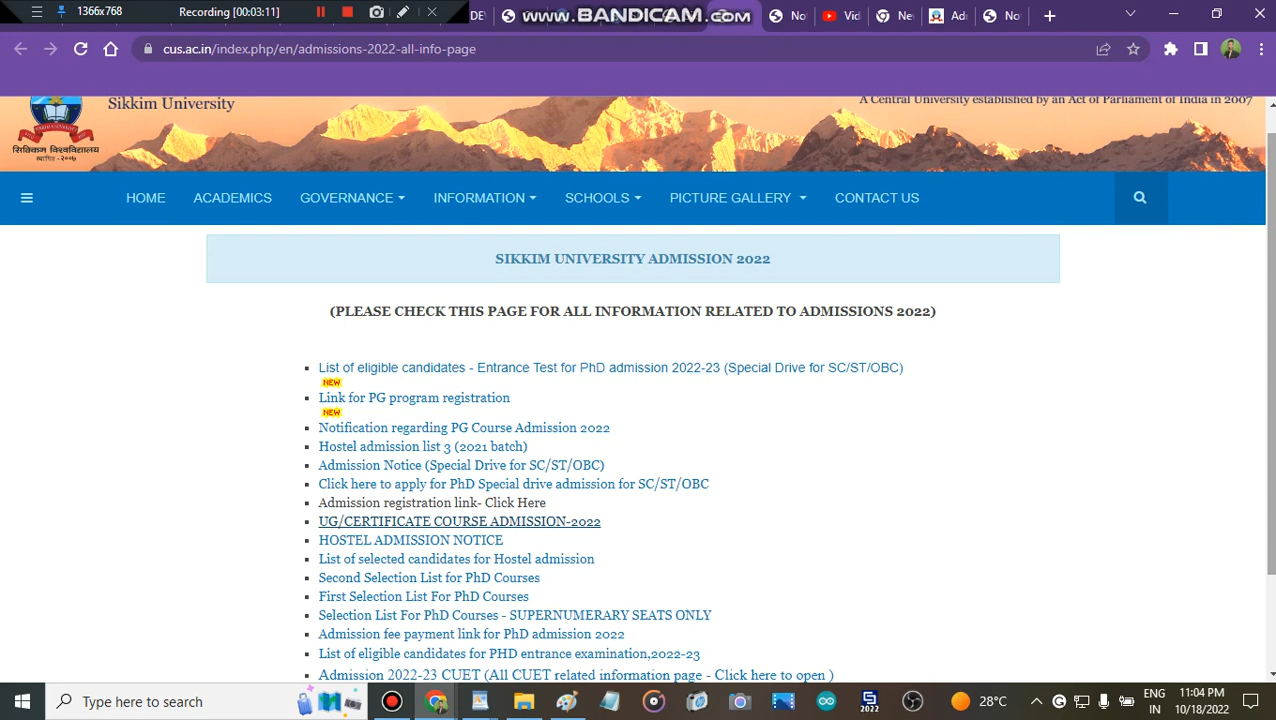 1366x768 Recording [00:03:11] DEV No Vid Nev Adı No
WWW.BANDICAM.COM
cus.ac.in/index.php/en/admissions-2022-all-info-page
Sikkim University A Central University established by an Act of Parliament of India in 2007
सिक्किम विश्वविद्यालय
स्थापित - २००७
HOME ACADEMICS GOVERNANCE INFORMATION SCHOOLS PICTURE GALLERY CONTACT US
SIKKIM UNIVERSITY ADMISSION 2022
(PLEASE CHECK THIS PAGE FOR ALL INFORMATION RELATED TO ADMISSIONS 2022)
List of eligible candidates - Entrance Test for PhD admission 2022-23 (Special Drive for SC/ST/OBC)
NEW
Link for PG program registration
NEW
Notification regarding PG Course Admission 2022
Hostel admission list 3 (2021 batch)
Admission Notice (Special Drive for SC/ST/OBC)
Click here to apply for PhD Special drive admission for SC/ST/OBC
Admission registration link- Click Here
UG/CERTIFICATE COURSE ADMISSION-2022
HOSTEL ADMISSION NOTICE
List of selected candidates for Hostel admission
Second Selection List for PhD Courses
First Selection List For PhD Courses
Selection List For PhD Courses - SUPERNUMERARY SEATS ONLY
Admission fee payment link for PhD admission 2022
List of eligible candidates for PHD entrance examination,2022-23
Admission 2022-23 CUET (All CUET related information page - Click here to open )
Type here to search 2022 28°C ENG 11:04 PM
IN 10/18/2022